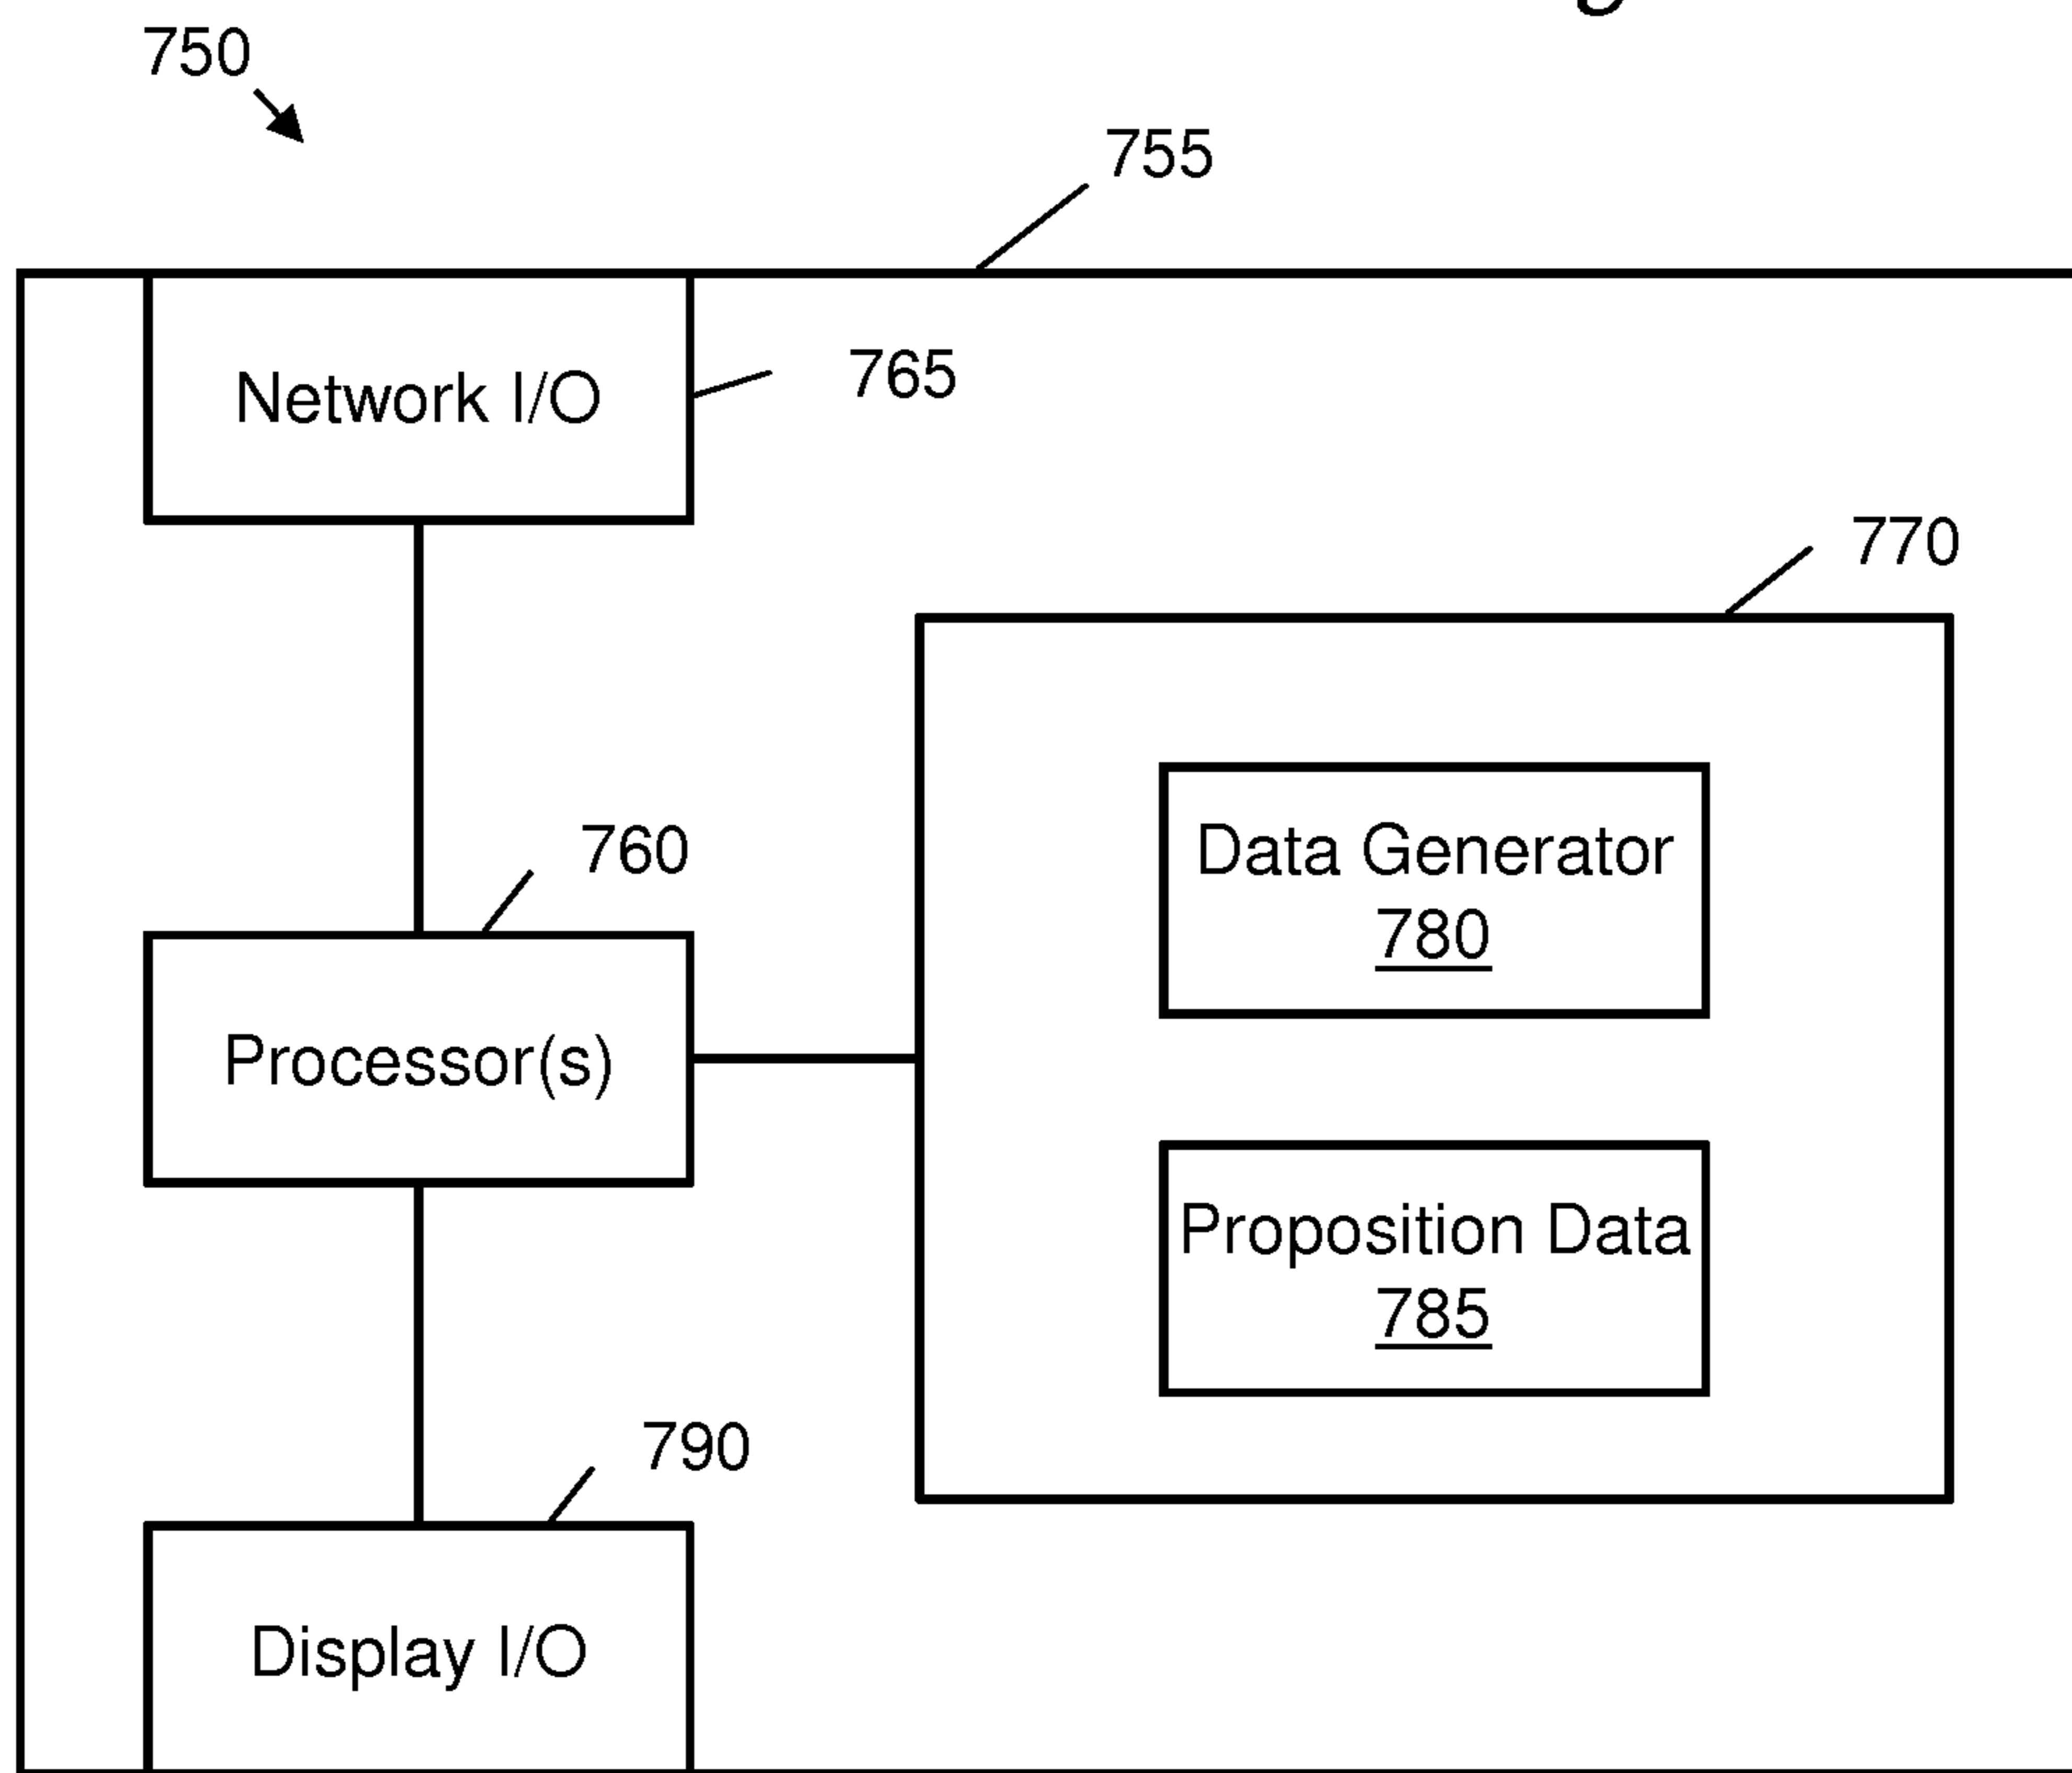 750
755
Network I/O
765
770
760
Data Generator
780
Processor(s)
Proposition Data
785
790
Display I/O